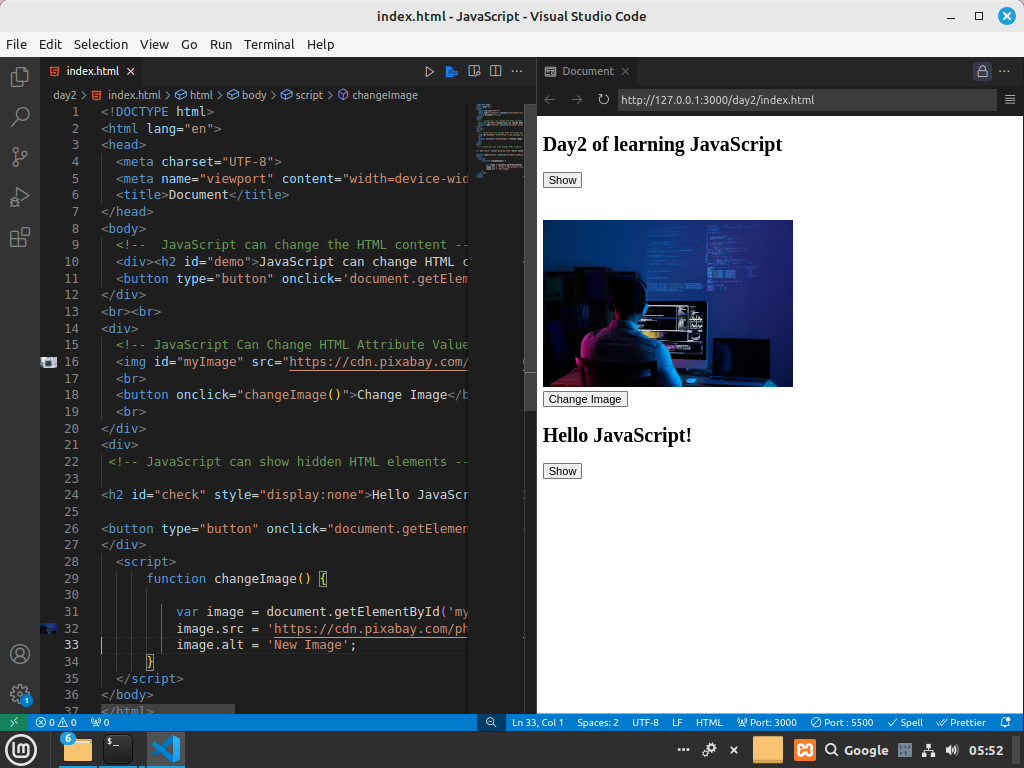 index.html - JavaScript - Visual Studio Code
File Edit Selection View Go Run Terminal Help
index.html
day2 > index.html > html > body > script > changeImage
1 <!DOCTYPE html>
2 <html lang="en">
3 <head>
4 <meta charset="UTF-8">
5 <meta name="viewport" content="width=device-wid
6 <title>Document</title>
7 </head>
8 <body>
9 <!--  JavaScript can change the HTML content --
10 <div><h2 id="demo">JavaScript can change HTML c
11 <button type="button" onclick='document.getElem
12 </div>
13 <br><br>
14 <div>
15 <!-- JavaScript Can Change HTML Attribute Value
16 <img id="myImage" src="https://cdn.pixabay.com/
17 <br>
18 <button onclick="changeImage()">Change Image</b
19 <br>
20 </div>
21 <div>
22 <!-- JavaScript can show hidden HTML elements --
23
24 <h2 id="check" style="display:none">Hello JavaScr
25
26 <button type="button" onclick="document.getElemen
27 </div>
28 <script>
29 function changeImage() {
30
31 var image = document.getElementById('my
32 image.src = 'https://cdn.pixabay.com/ph
33 image.alt = 'New Image';
34 }
35 </script>
36 </body>
37 </html>
Document
http://127.0.0.1:3000/day2/index.html
Day2 of learning JavaScript
Show
Change Image
Hello JavaScript!
Show
1
0 0 0 Ln 33, Col 1 Spaces: 2 UTF-8 LF HTML Port: 3000 Port : 5500 Spell Prettier
6 $_ Google 05:52